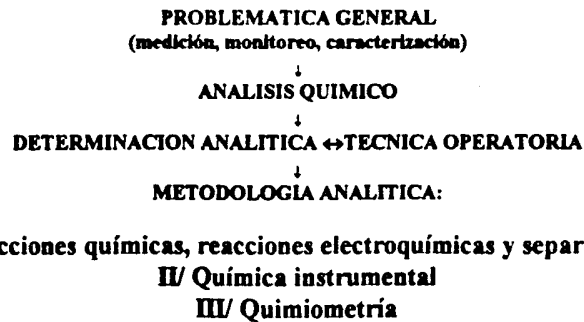 PROBLEMATICA GENERAL
(medición, monitoreo, caracterización)
↓
ANALISIS QUIMICO
↓
DETERMINACION ANALITICA ↔TECNICA OPERATORIA
↓
METODOLOGIA ANALITICA:
cciones químicas, reacciones electroquímicas y separ
II/ Química instrumental
III/ Quimiometría